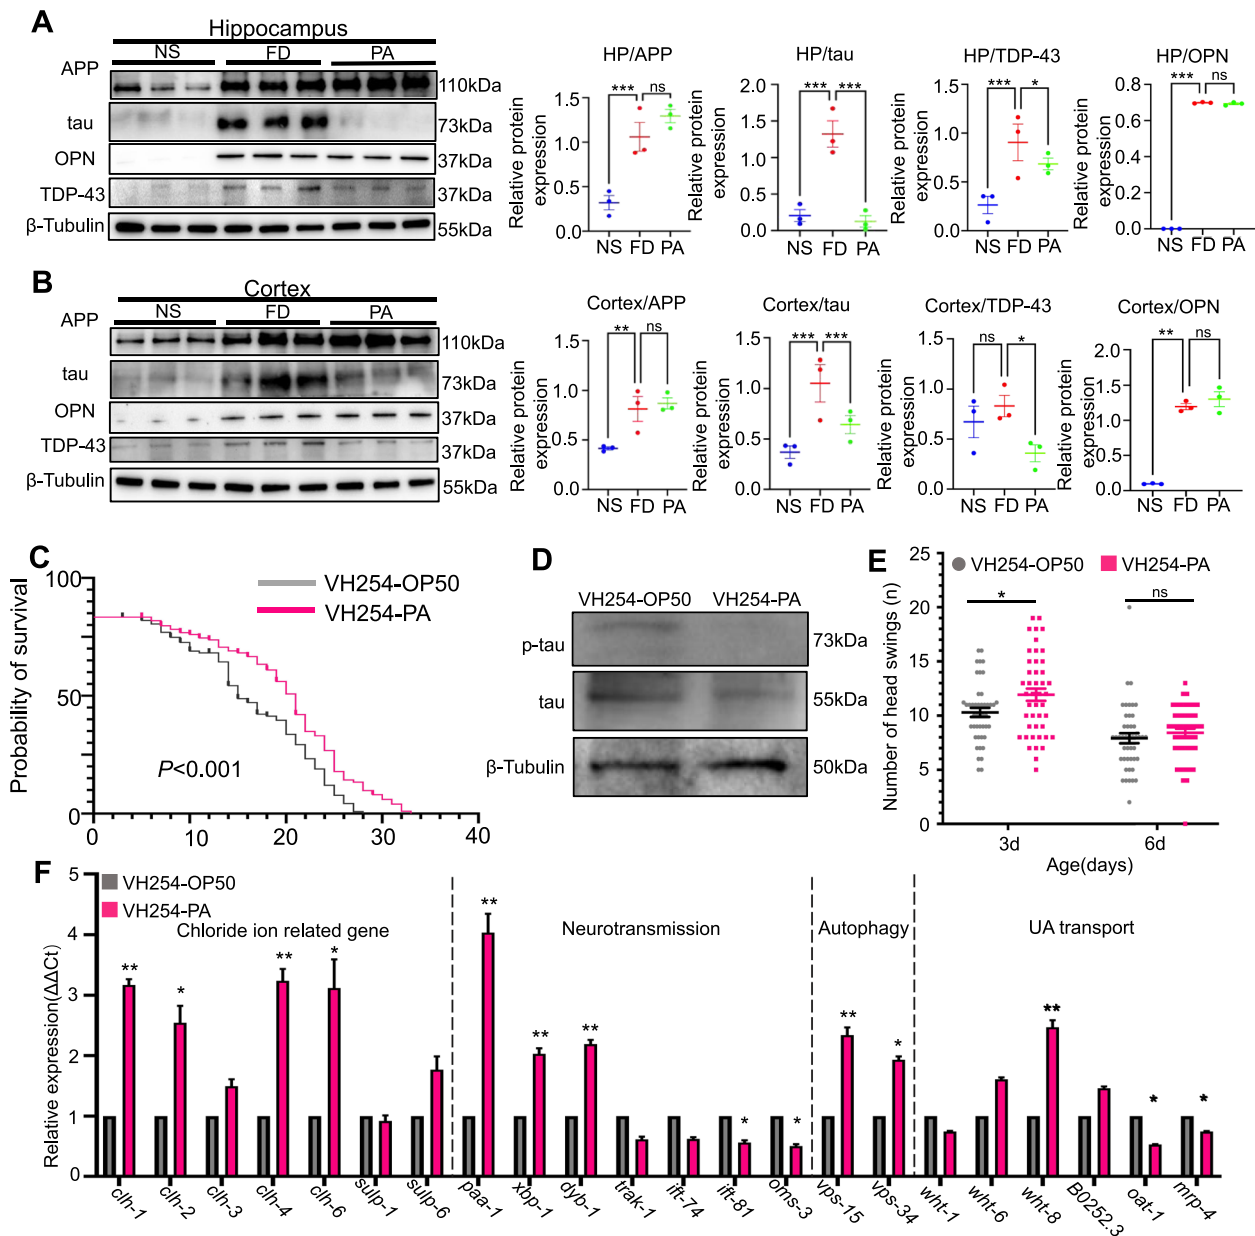 A
Hippocampus
NS FD PA
APP 110kDa
tau 73kDa
OPN 37kDa
TDP-43 37kDa
β-Tubulin 55kDa
HP/APP
Relative protein expression
1.5
1.0
0.5
0.0
*** ns
NS FD PA
HP/tau
Relative protein expression
2.0
1.5
1.0
0.5
0.0
*** ***
NS FD PA
HP/TDP-43
Relative protein expression
1.5
1.0
0.5
0.0
*** *
NS FD PA
HP/OPN
Relative protein expression
0.8
0.6
0.4
0.2
0.0
*** ns
NS FD PA
B
Cortex
NS FD PA
APP 110kDa
tau 73kDa
OPN 37kDa
TDP-43 37kDa
β-Tubulin 55kDa
Cortex/APP
Relative protein expression
1.5
1.0
0.5
0.0
** ns
NS FD PA
Cortex/tau
Relative protein expression
1.5
1.0
0.5
0.0
*** ***
NS FD PA
Cortex/TDP-43
Relative protein expression
1.5
1.0
0.5
0.0
ns *
NS FD PA
Cortex/OPN
Relative protein expression
2.0
1.5
1.0
0.5
0.0
** ns
NS FD PA
C
Probability of survival
100
50
0
VH254-OP50
VH254-PA
P<0.001
0 10 20 30 40
D
VH254-OP50 VH254-PA
p-tau 73kDa
tau 55kDa
β-Tubulin 50kDa
E
VH254-OP50 VH254-PA
Number of head swings (n)
25
20
15
10
5
0
* ns
3d 6d
Age(days)
F
VH254-OP50
VH254-PA
Relative expression(ΔΔCt)
5
4
3
2
1
0
Chloride ion related gene Neurotransmission Autophagy UA transport
** * ** * ** ** ** * * ** * ** * *
clh-1 clh-2 clh-3 clh-4 clh-6 sulp-1 sulp-6 paa-1 xbp-1 dyb-1 trak-1 ift-74 ift-81 oms-3 vps-15 vps-34 wht-1 wht-6 wht-8 B0252.3 oat-1 mrp-4